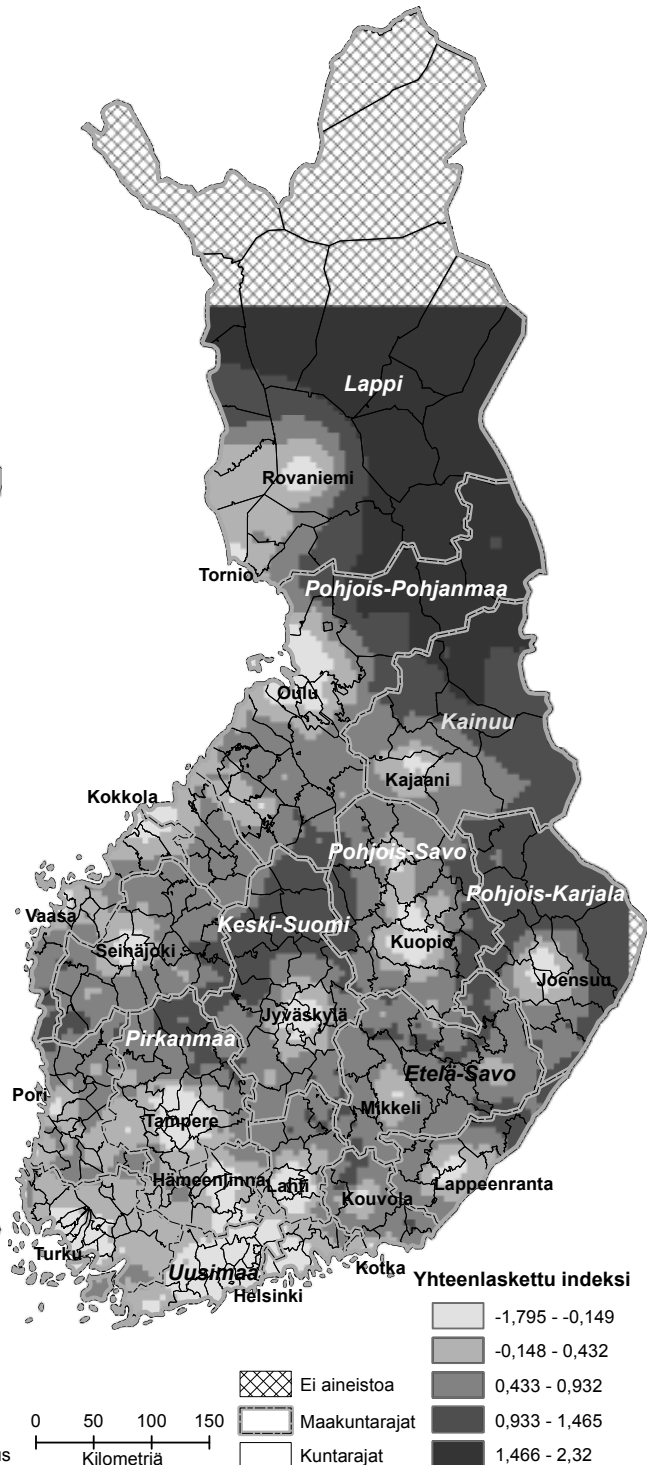 Lappi
Rovaniemi
Tornio
Pohjois-Pohjanmaa
Oulu
Kainuu
Kajaani
Kokkola
Pohjois-Savo
Pohjois-Karjala
Vaasa
Keski-Suomi
Seinäjoki
Kuopio
Joensuu
Jyväskylä
Pirkanmaa
Etelä-Savo
Pori
Mikkeli
Tampere
Hämeenlinna
Lahti
Kouvola
Lappeenranta
Turku
Uusimaa
Kotka
Helsinki
Yhteenlaskettu indeksi
-1,795 - -0,149
-0,148 - 0,432
0,433 - 0,932
0,933 - 1,465
1,466 - 2,32
Ei aineistoa
Maakuntarajat
Kuntarajat
0 50 100 150
Kilometriä
us